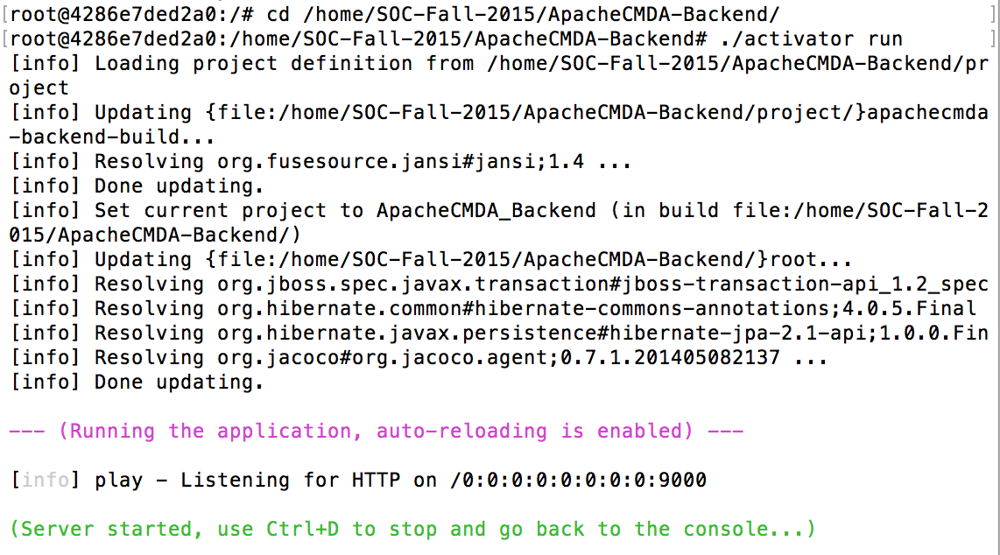 [root@4286e7ded2a0:/# cd /home/SOC-Fall-2015/ApacheCMDA-Backend/ ]
[root@4286e7ded2a0:/home/SOC-Fall-2015/ApacheCMDA-Backend# ./activator run ]
[info] Loading project definition from /home/SOC-Fall-2015/ApacheCMDA-Backend/pr
oject
[info] Updating {file:/home/SOC-Fall-2015/ApacheCMDA-Backend/project/}apachecmda
-backend-build...
[info] Resolving org.fusesource.jansi#jansi;1.4 ...
[info] Done updating.
[info] Set current project to ApacheCMDA_Backend (in build file:/home/SOC-Fall-2
015/ApacheCMDA-Backend/)
[info] Updating {file:/home/SOC-Fall-2015/ApacheCMDA-Backend/}root...
[info] Resolving org.jboss.spec.javax.transaction#jboss-transaction-api_1.2_spec
[info] Resolving org.hibernate.common#hibernate-commons-annotations;4.0.5.Final
[info] Resolving org.hibernate.javax.persistence#hibernate-jpa-2.1-api;1.0.0.Fin
[info] Resolving org.jacoco#org.jacoco.agent;0.7.1.201405082137 ...
[info] Done updating.
--- (Running the application, auto-reloading is enabled) ---
[info] play - Listening for HTTP on /0:0:0:0:0:0:0:0:9000
(Server started, use Ctrl+D to stop and go back to the console...)